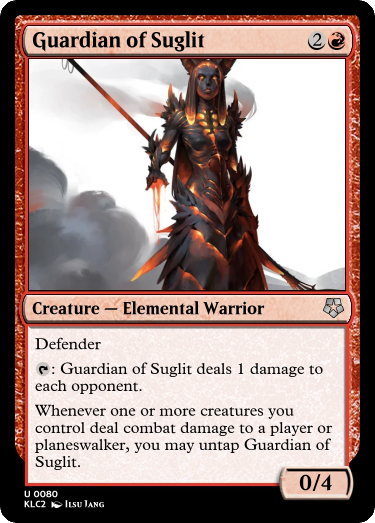 Guardian of Suglit 2
Creature — Elemental Warrior
Defender
: Guardian of Suglit deals 1 damage to
each opponent.
Whenever one or more creatures you
control deal combat damage to a player or
planeswalker, you may untap Guardian of
Suglit.
0/4
U 0080
KLC2 Ilsu Jang